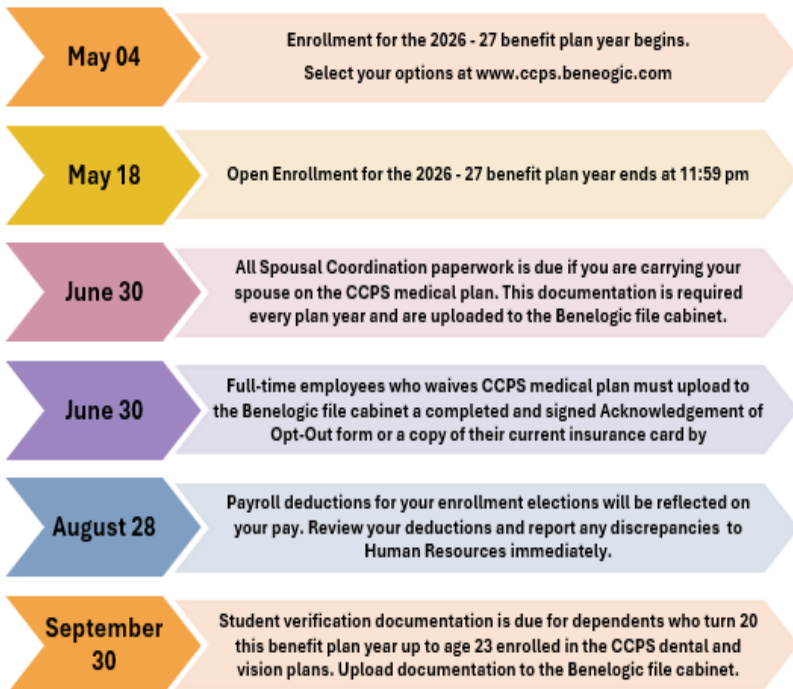 May 04
Enrollment for the 2026 - 27 benefit plan year begins.
Select your options at www.ccps.beneogic.com
May 18
Open Enrollment for the 2026 - 27 benefit plan year ends at 11:59 pm
June 30
All Spousal Coordination paperwork is due if you are carrying your
spouse on the CCPS medical plan. This documentation is required
every plan year and are uploaded to the Benelogic file cabinet.
June 30
Full-time employees who waives CCPS medical plan must upload to
the Benelogic file cabinet a completed and signed Acknowledgement of
Opt-Out form or a copy of their current insurance card by
August 28
Payroll deductions for your enrollment elections will be reflected on
your pay. Review your deductions and report any discrepancies to
Human Resources immediately.
September
30
Student verification documentation is due for dependents who turn 20
this benefit plan year up to age 23 enrolled in the CCPS dental and
vision plans. Upload documentation to the Benelogic file cabinet.